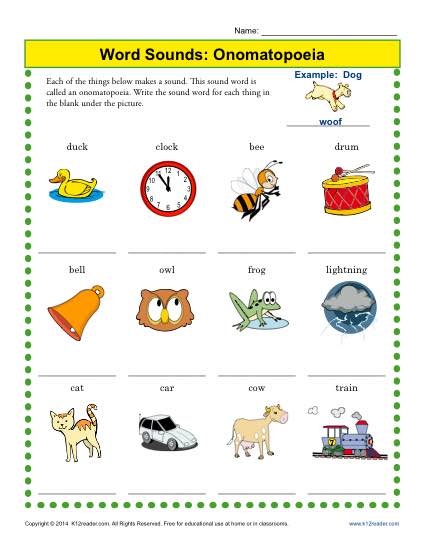 Name:
Word Sounds: Onomatopoeia
Each of the things below makes a sound. This sound word is
called an onomatopoeia. Write the sound word for each thing in
the blank under the picture.
Example: Dog
woof
duck clock bee drum
12 11 10 9 8 7 6 5 4 3 2 1
bell owl frog lightning
cat car cow train
Copyright © 2014 K12reader.com. All Rights Reserved. Free for educational use at home or in classrooms. www.k12reader.com